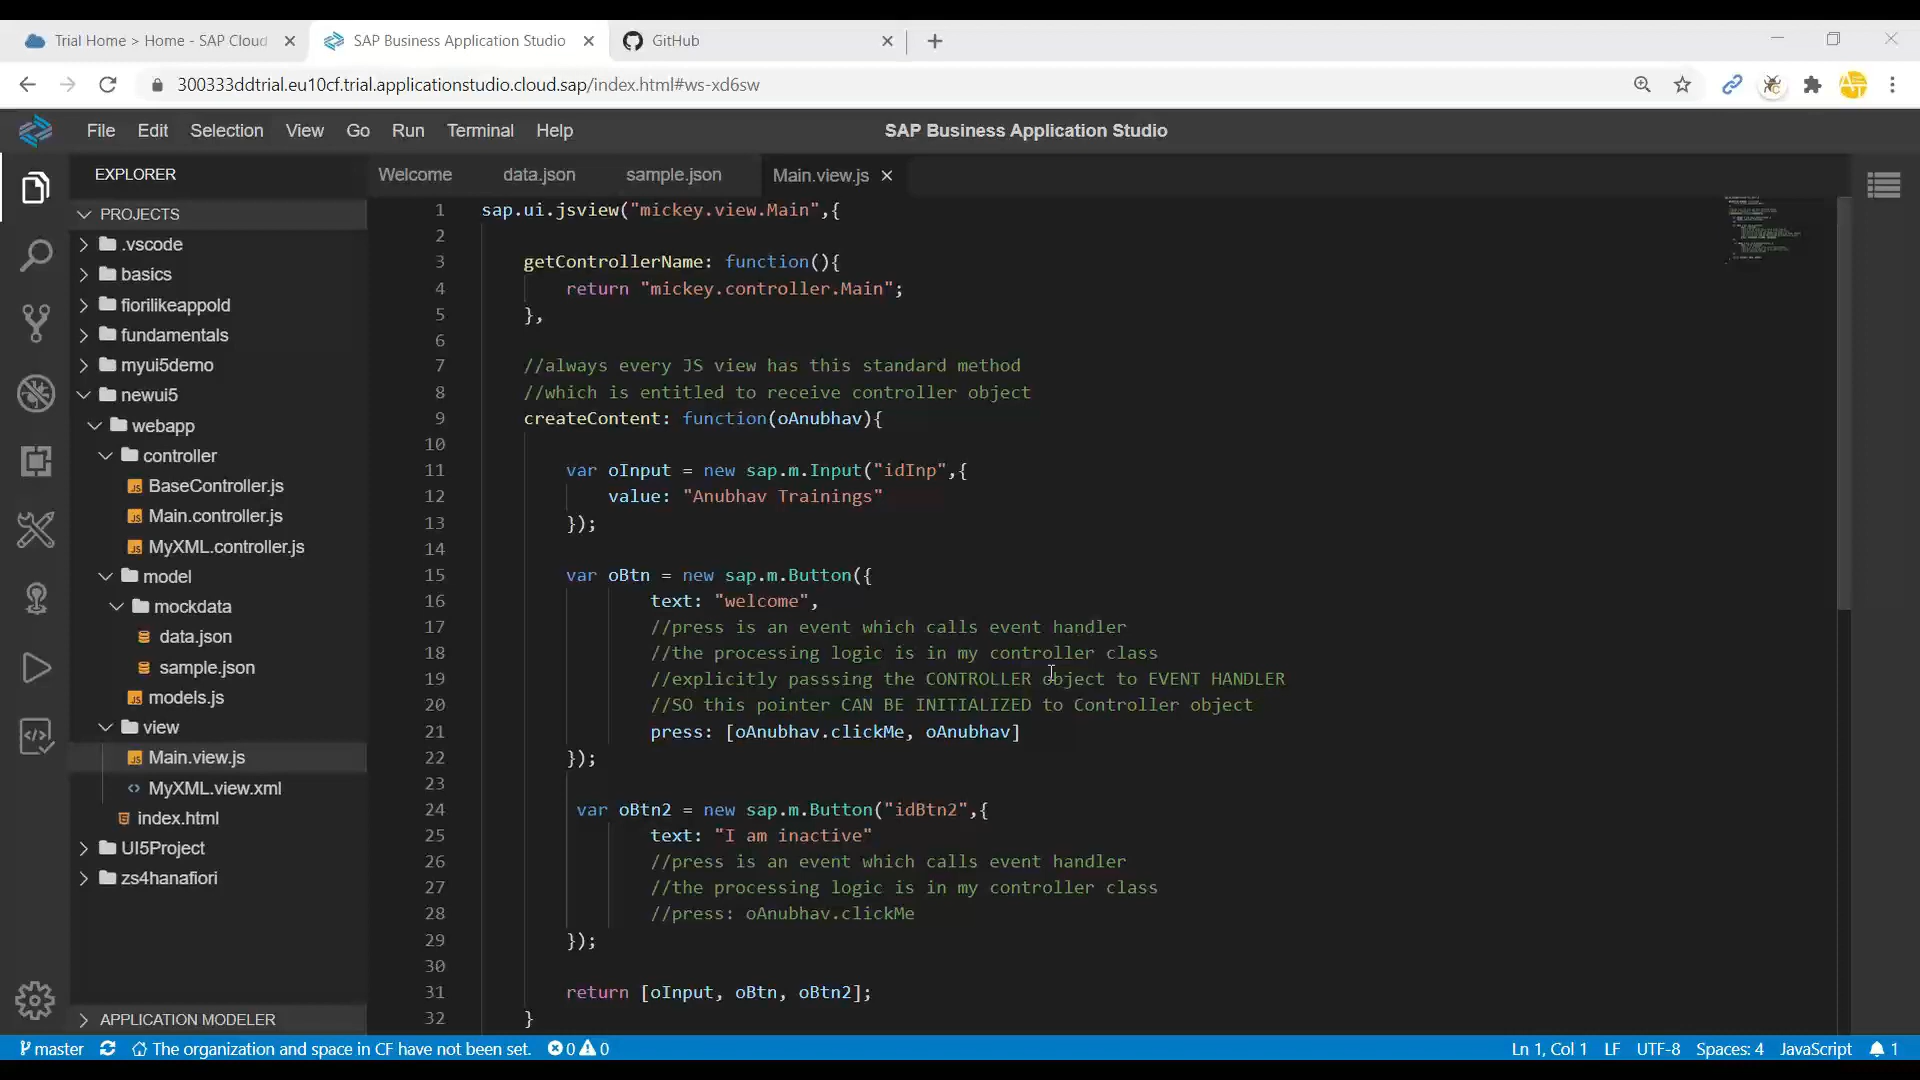 Trial Home > Home - SAP Cloud
SAP Business Application Studio
GitHub
300333ddtrial.eu10cf.trial.applicationstudio.cloud.sap/index.html#ws-xd6sw
File Edit Selection View Go Run Terminal Help
SAP Business Application Studio
EXPLORER
Welcome data.json sample.json Main.view.js
PROJECTS
.vscode
basics
fiorilikeappold
fundamentals
myui5demo
newui5
webapp
controller
BaseController.js
Main.controller.js
MyXML.controller.js
model
mockdata
data.json
sample.json
models.js
view
Main.view.js
MyXML.view.xml
index.html
UI5Project
zs4hanafiori
APPLICATION MODELER
1 sap.ui.jsview("mickey.view.Main",{
2
3 getControllerName: function(){
4 return "mickey.controller.Main";
5 },
6
7 //always every JS view has this standard method
8 //which is entitled to receive controller object
9 createContent: function(oAnubhav){
10
11 var oInput = new sap.m.Input("idInp",{
12 value: "Anubhav Trainings"
13 });
14
15 var oBtn = new sap.m.Button({
16 text: "welcome",
17 //press is an event which calls event handler
18 //the processing logic is in my controller class
19 //explicitly passsing the CONTROLLER object to EVENT HANDLER
20 //SO this pointer CAN BE INITIALIZED to Controller object
21 press: [oAnubhav.clickMe, oAnubhav]
22 });
23
24 var oBtn2 = new sap.m.Button("idBtn2",{
25 text: "I am inactive"
26 //press is an event which calls event handler
27 //the processing logic is in my controller class
28 //press: oAnubhav.clickMe
29 });
30
31 return [oInput, oBtn, oBtn2];
32 }
master The organization and space in CF have not been set. 0 0 Ln 1, Col 1 LF UTF-8 Spaces: 4 JavaScript 1